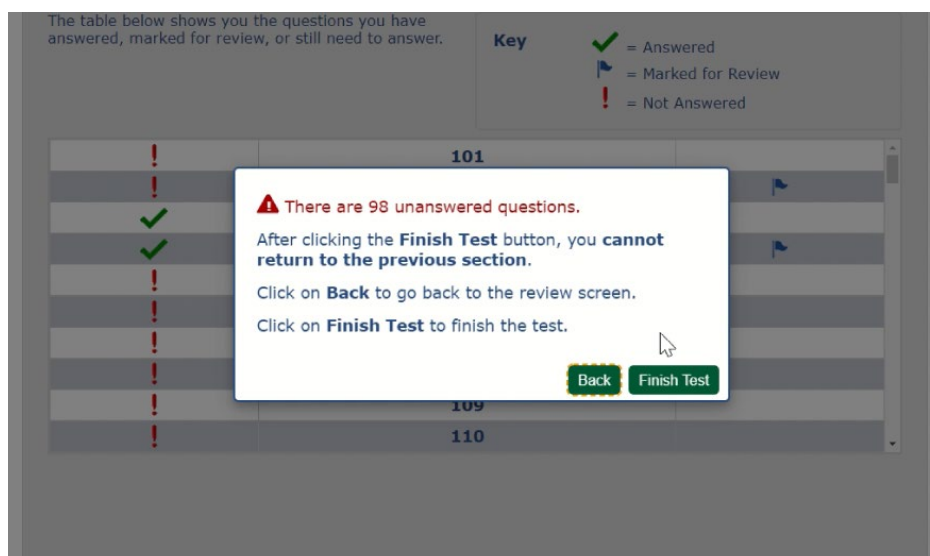 The table below shows you the questions you have
answered, marked for review, or still need to answer.
Key
= Answered
= Marked for Review
= Not Answered
101
There are 98 unanswered questions.
After clicking the Finish Test button, you cannot
return to the previous section.
Click on Back to go back to the review screen.
Click on Finish Test to finish the test.
Back Finish Test
109
110